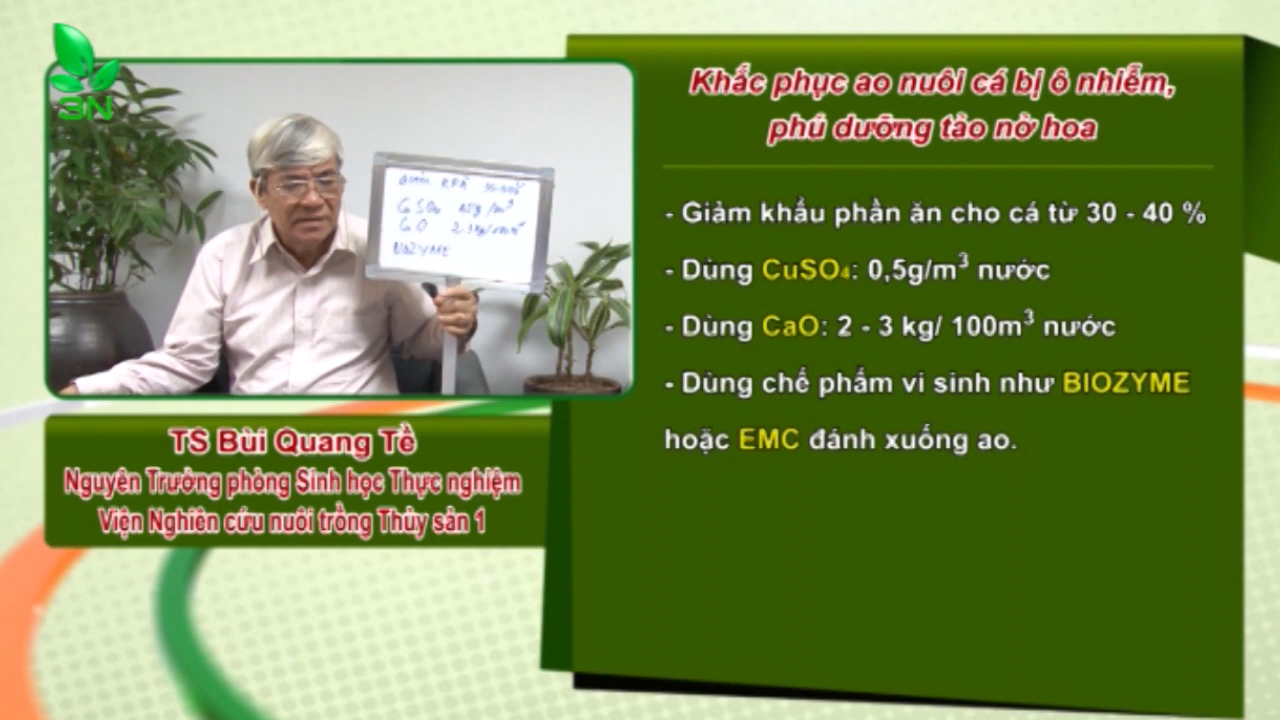 3N
Khắc phục ao nuôi cá bị ô nhiễm,
phú dưỡng tảo nở hoa
- Giảm khẩu phần ăn cho cá từ 30 - 40 %
- Dùng CuSO₄: 0,5g/m³ nước
- Dùng CaO: 2 - 3 kg/ 100m³ nước
- Dùng chế phẩm vi sinh như BIOZYME
hoặc EMC đánh xuống ao.
TS Bùi Quang Tề
Nguyên Trưởng phòng Sinh học Thực nghiệm
Viện Nghiên cứu nuôi trồng Thủy sản 1